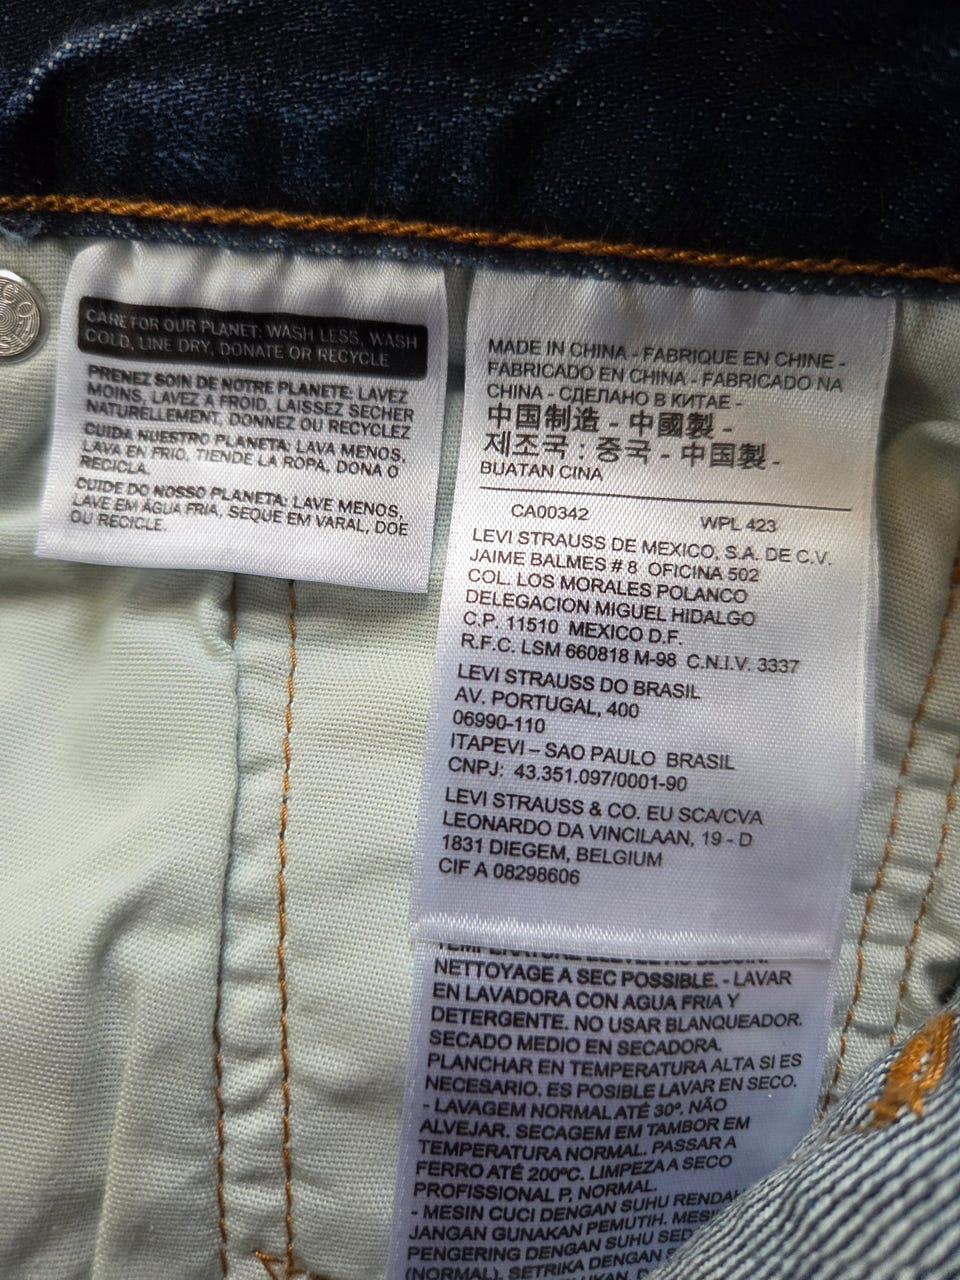 CARE FOR OUR PLANET: WASH LESS, WASH
COLD, LINE DRY, DONATE OR RECYCLE
PRENEZ SOIN DE NOTRE PLANETE: LAVEZ
MOINS, LAVEZ A FROID, LAISSEZ SECHER
NATURELLEMENT, DONNEZ OU RECYCLEZ
CUIDA NUESTRO PLANETA: LAVA MENOS,
LAVA EN FRIO, TIENDE LA ROPA, DONA O
RECICLA.
CUIDE DO NOSSO PLANETA: LAVE MENOS,
LAVE EM ÁGUA FRIA, SEQUE EM VARAL, DOE
OU RECICLE.
MADE IN CHINA - FABRIQUE EN CHINE -
FABRICADO EN CHINA - FABRICADO NA
CHINA - СДЕЛАНО В КИТАЕ -
中国制造 - 中國製 -
제조국 : 중국 - 中国製 -
BUATAN CINA
CA00342 WPL 423
LEVI STRAUSS DE MEXICO, S.A. DE C.V.
JAIME BALMES # 8 OFICINA 502
COL. LOS MORALES POLANCO
DELEGACION MIGUEL HIDALGO
C.P. 11510 MEXICO D.F.
R.F.C. LSM 660818 M-98 C.N.I.V. 3337
LEVI STRAUSS DO BRASIL
AV. PORTUGAL, 400
06990-110
ITAPEVI – SAO PAULO BRASIL
CNPJ: 43.351.097/0001-90
LEVI STRAUSS & CO. EU SCA/CVA
LEONARDO DA VINCILAAN, 19 - D
1831 DIEGEM, BELGIUM
CIF A 08298606
NETTOYAGE A SEC POSSIBLE. - LAVAR
EN LAVADORA CON AGUA FRIA Y
DETERGENTE. NO USAR BLANQUEADOR.
SECADO MEDIO EN SECADORA.
PLANCHAR EN TEMPERATURA ALTA SI ES
NECESARIO. ES POSIBLE LAVAR EN SECO.
- LAVAGEM NORMAL ATÉ 30º. NÃO
ALVEJAR. SECAGEM EM TAMBOR EM
TEMPERATURA NORMAL. PASSAR A
FERRO ATÉ 200ºC. LIMPEZA A SECO
PROFISSIONAL P. NORMAL.
- MESIN CUCI DENGAN SUHU
JANGAN GUNAKAN PEMUTIH.
PENGERING DENGAN SUHU
(NORMAL), SETRIKA DENGAN